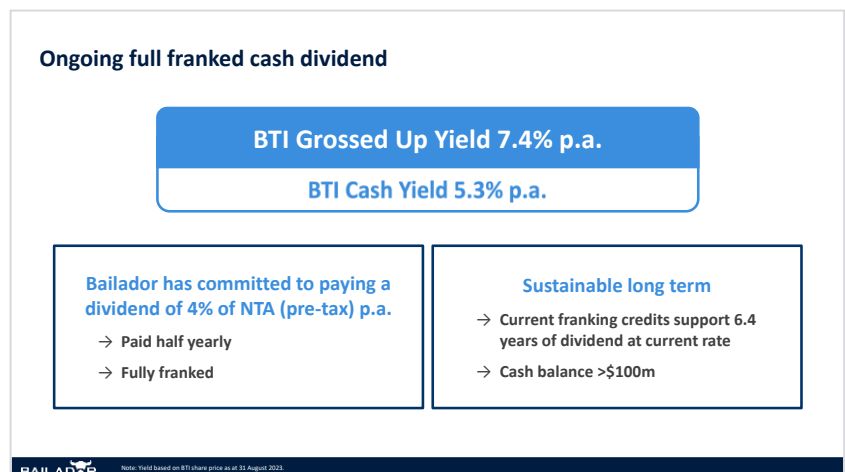 Ongoing full franked cash dividend
BTI Grossed Up Yield 7.4% p.a.
BTI Cash Yield 5.3% p.a.
Bailador has committed to paying a
dividend of 4% of NTA (pre-tax) p.a.
→ Paid half yearly
→ Fully franked
Sustainable long term
→ Current franking credits support 6.4
years of dividend at current rate
→ Cash balance >$100m
BAILADOR
Note: Yield based on BTI share price as at 31 August 2023.